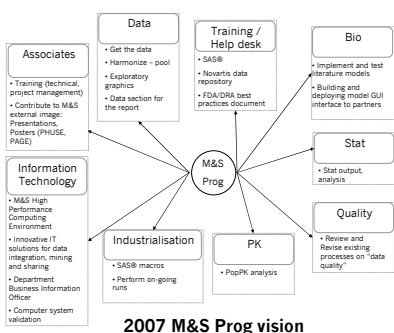 Data
• Get the data
• Harmonize – pool
• Exploratory
graphics
• Data section for
the report
Training /
Help desk
• SAS®
• Novartis data
repository
• FDA/DRA best
practices document
Bio
• Implement and test
literature models
• Building and
deploying model GUI
interface to partners
Associates
• Training (technical,
project management)
• Contribute to M&S
external image:
Presentations,
Posters (PHUSE,
PAGE)
M&S
Prog
Stat
• Stat output,
analysis
Information
Technology
• M&S High
Performance
Computing
Environment
• Innovative IT
solutions for data
integration, mining
and sharing
• Department
Business Information
Officer
• Computer system
validation
Industrialisation
• SAS® macros
• Perform on-going
runs
PK
• PopPK analysis
Quality
• Review and
Revise existing
processes on “data
quality”
2007 M&S Prog vision